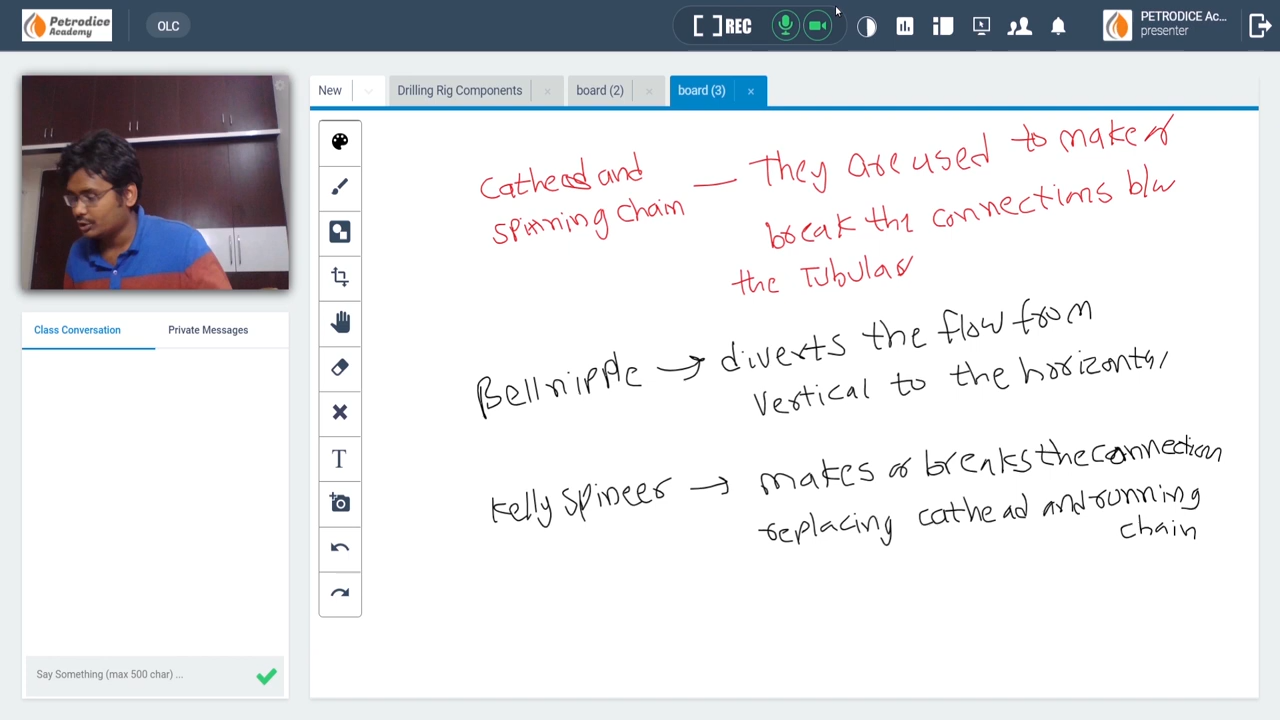 Petrodice
Academy
OLC
[ ]REC
PETRODICE Ac...
presenter
New
Drilling Rig Components
board (2)
board (3)
Cathead and
spinning chain
— They are used to make or
break the connections b/w
the Tubular
Bellnipple → diverts the flow from
vertical to the horizontal
Kelly spineer → makes or breaks the connection
replacing cathead and running
chain
T
Class Conversation
Private Messages
Say Something (max 500 char) ...